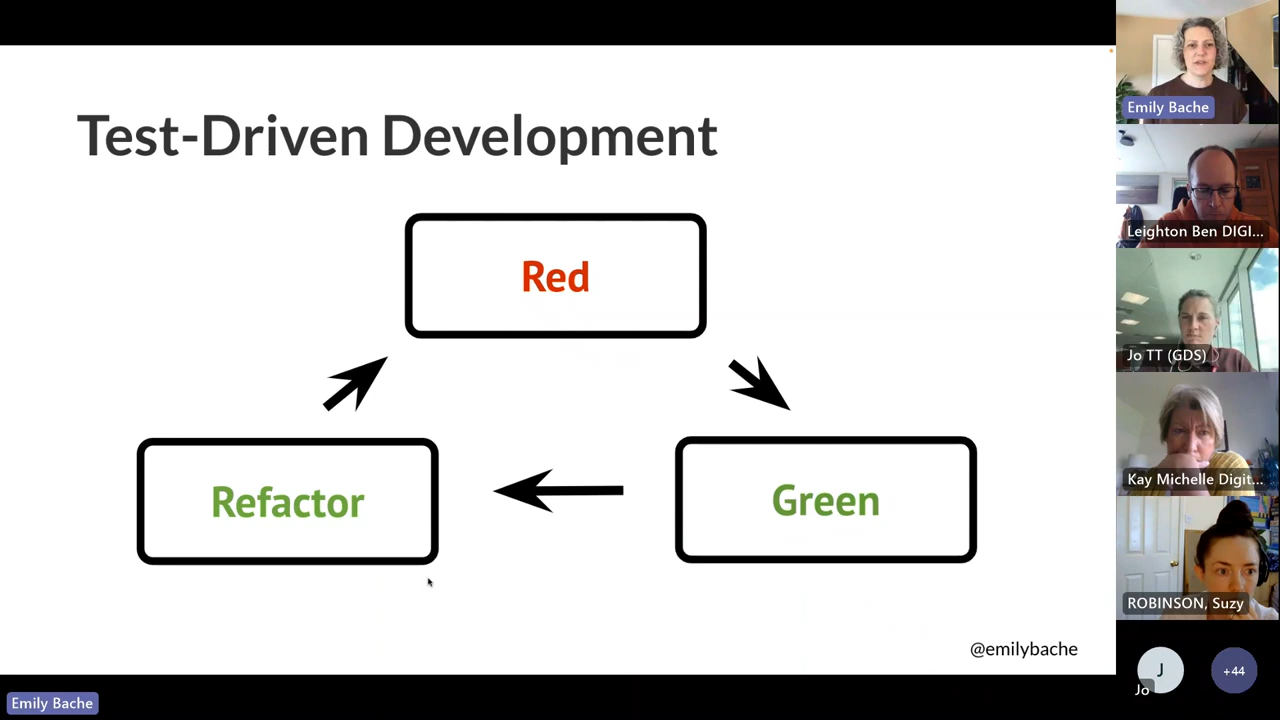 Test-Driven Development
Red
Refactor
Green
@emilybache
Emily Bache
Emily Bache
Leighton Ben DIGI...
Jo TT (GDS)
Kay Michelle Digit...
ROBINSON, Suzy
J
Jo
+44